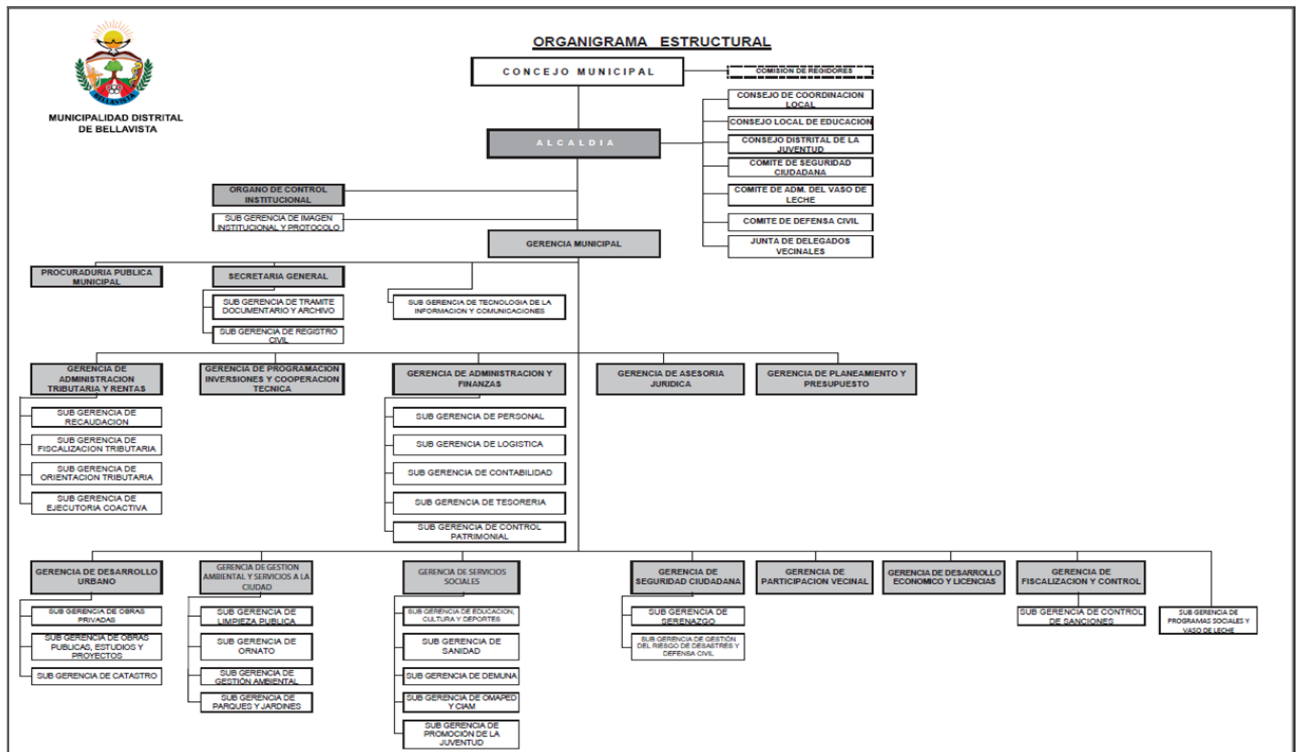 ORGANIGRAMA ESTRUCTURAL
CONCEJO MUNICIPAL
COMISION DE REGIDORES
BELLAVISTA
MUNICIPALIDAD DISTRITAL
DE BELLAVISTA
CONSEJO DE COORDINACION
LOCAL
CONSEJO LOCAL DE EDUCACION
ALCALDIA
CONSEJO DISTRITAL DE LA
JUVENTUD
COMITE DE SEGURIDAD
CIUDADANA
COMITE DE ADM. DEL VASO DE
LECHE
COMITE DE DEFENSA CIVIL
JUNTA DE DELEGADOS
VECINALES
ORGANO DE CONTROL
INSTITUCIONAL
SUB GERENCIA DE IMAGEN
INSTITUCIONAL Y PROTOCOLO
GERENCIA MUNICIPAL
PROCURADURIA PUBLICA
MUNICIPAL
SECRETARIA GENERAL
SUB GERENCIA DE TRAMITE
DOCUMENTARIO Y ARCHIVO
SUB GERENCIA DE REGISTRO
CIVIL
SUB GERENCIA DE TECNOLOGIA DE LA
INFORMACION Y COMUNICACIONES
GERENCIA DE
ADMINISTRACION
TRIBUTARIA Y RENTAS
SUB GERENCIA DE
RECAUDACION
SUB GERENCIA DE
FISCALIZACION TRIBUTARIA
SUB GERENCIA DE
ORIENTACION TRIBUTARIA
SUB GERENCIA DE
EJECUTORIA COACTIVA
GERENCIA DE PROGRAMACION
INVERSIONES Y COOPERACION
TECNICA
GERENCIA DE ADMINISTRACION Y
FINANZAS
SUB GERENCIA DE PERSONAL
SUB GERENCIA DE LOGISTICA
SUB GERENCIA DE CONTABILIDAD
SUB GERENCIA DE TESORERIA
SUB GERENCIA DE CONTROL
PATRIMONIAL
GERENCIA DE ASESORIA
JURIDICA
GERENCIA DE PLANEAMIENTO Y
PRESUPUESTO
GERENCIA DE DESARROLLO
URBANO
SUB GERENCIA DE OBRAS
PRIVADAS
SUB GERENCIA DE OBRAS
PUBLICAS, ESTUDIOS Y
PROYECTOS
SUB GERENCIA DE CATASTRO
GERENCIA DE GESTION
AMBIENTAL Y SERVICIOS A LA
CIUDAD
SUB GERENCIA DE
LIMPIEZA PUBLICA
SUB GERENCIA DE
ORNATO
SUB GERENCIA DE
GESTIÓN AMBIENTAL
SUB GERENCIA DE
PARQUES Y JARDINES
GERENCIA DE SERVICIOS
SOCIALES
SUB GERENCIA DE EDUCACION,
CULTURA Y DEPORTES
SUB GERENCIA DE
SANIDAD
SUB GERENCIA DE DEMUNA
SUB GERENCIA DE OMAPED
Y CIAM
SUB GERENCIA DE
PROMOCIÓN DE LA
JUVENTUD
GERENCIA DE
SEGURIDAD CIUDADANA
SUB GERENCIA DE
SERENAZGO
SUB GERENCIA DE GESTIÓN
DEL RIESGO DE DESASTRES Y
DEFENSA CIVIL
GERENCIA DE
PARTICIPACION VECINAL
GERENCIA DE DESARROLLO
ECONOMICO Y LICENCIAS
GERENCIA DE
FISCALIZACION Y CONTROL
SUB GERENCIA DE CONTROL
DE SANCIONES
SUB GERENCIA DE
PROGRAMAS SOCIALES Y
VASO DE LECHE